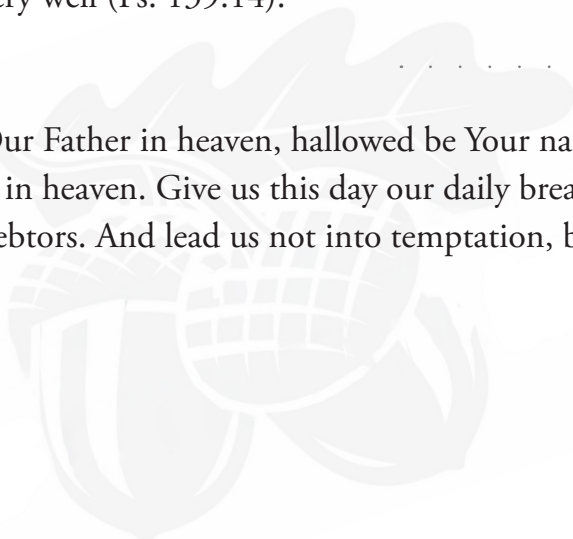 ery well (Ps. 139:14).
. . . . . .
Our Father in heaven, hallowed be Your na
in heaven. Give us this day our daily brea
ebtors. And lead us not into temptation, b